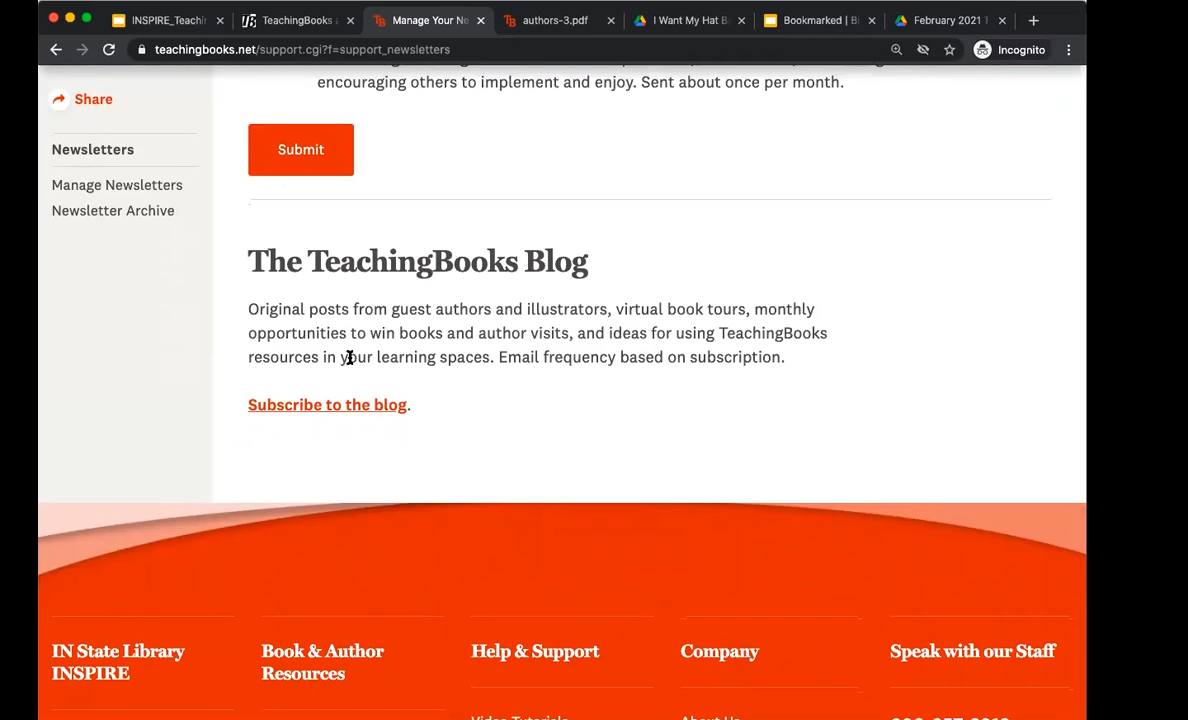 INSPIRE_Teachi
TeachingBooks a
Manage Your Ne
authors-3.pdf
I Want My Hat B
Bookmarked | B
February 2021 T
teachingbooks.net/support.cgi?f=support_newsletters
Incognito
encouraging others to implement and enjoy. Sent about once per month.
Share
Submit
Newsletters
Manage Newsletters
Newsletter Archive
The TeachingBooks Blog
Original posts from guest authors and illustrators, virtual book tours, monthly
opportunities to win books and author visits, and ideas for using TeachingBooks
resources in your learning spaces. Email frequency based on subscription.
Subscribe to the blog.
IN State Library
INSPIRE
Book & Author
Resources
Help & Support
Company
Speak with our Staff
Video Tutorials
About Us